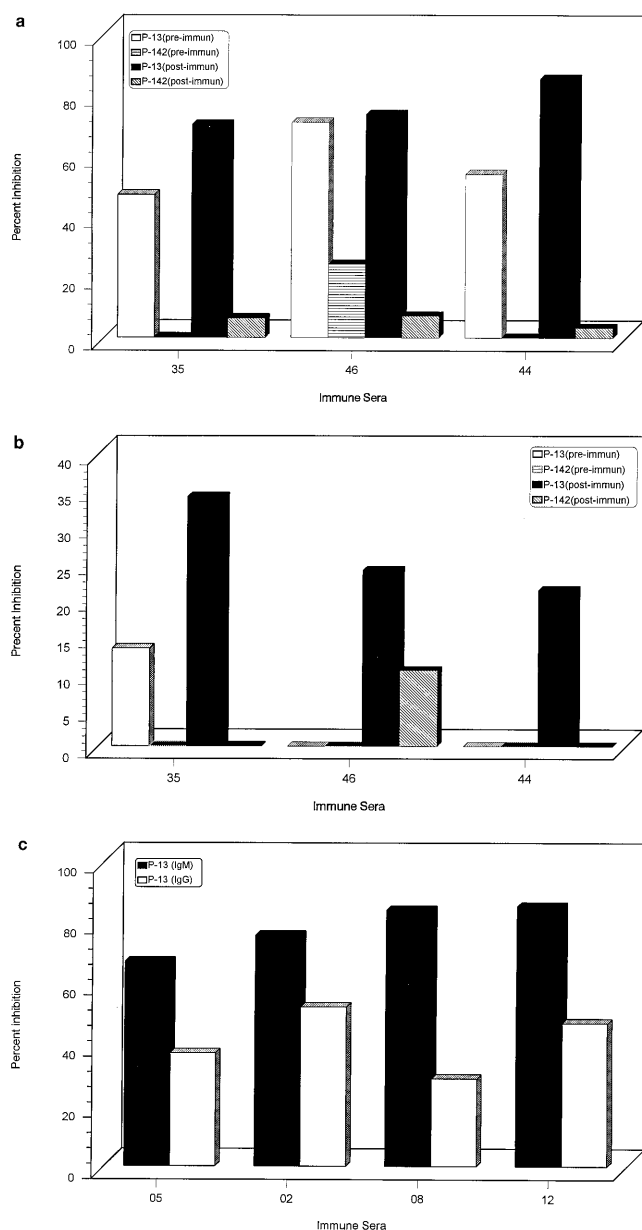 a
P-13(pre-immun)
P-142(pre-immun)
P-13(post-immun)
P-142(post-immun)
100
80
60
40
20
0
Percent Inhibition
35 46 44
Immune Sera
b
P-13(pre-immun)
P-142(pre-immun)
P-13(post-immun)
P-142(post-immun)
40
35
30
25
20
15
10
5
0
Precent Inhibition
35 46 44
Immune Sera
c
P-13 (IgM)
P-13 (IgG)
100
80
60
40
20
0
Percent inhibition
05 02 08 12
Immune Sera